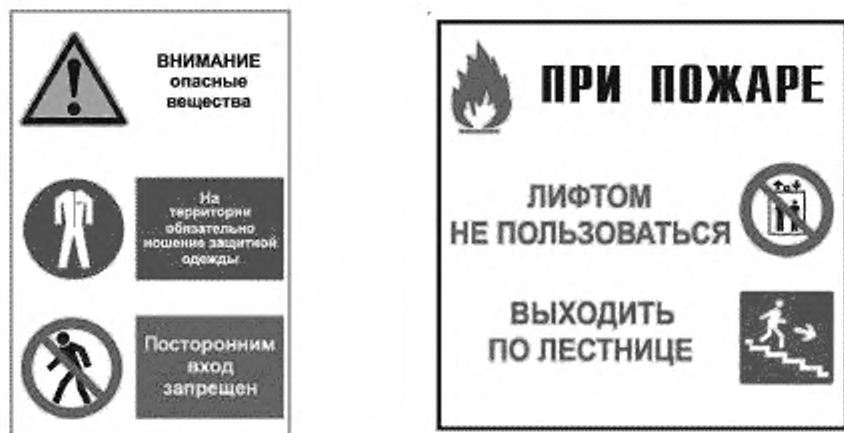 ВНИМАНИЕ
опасные
вещества
На
территории
обязательно
ношение защитной
одежды
Посторонним
вход
запрещен
ПРИ ПОЖАРЕ
ЛИФТОМ
НЕ ПОЛЬЗОВАТЬСЯ
ВЫХОДИТЬ
ПО ЛЕСТНИЦЕ